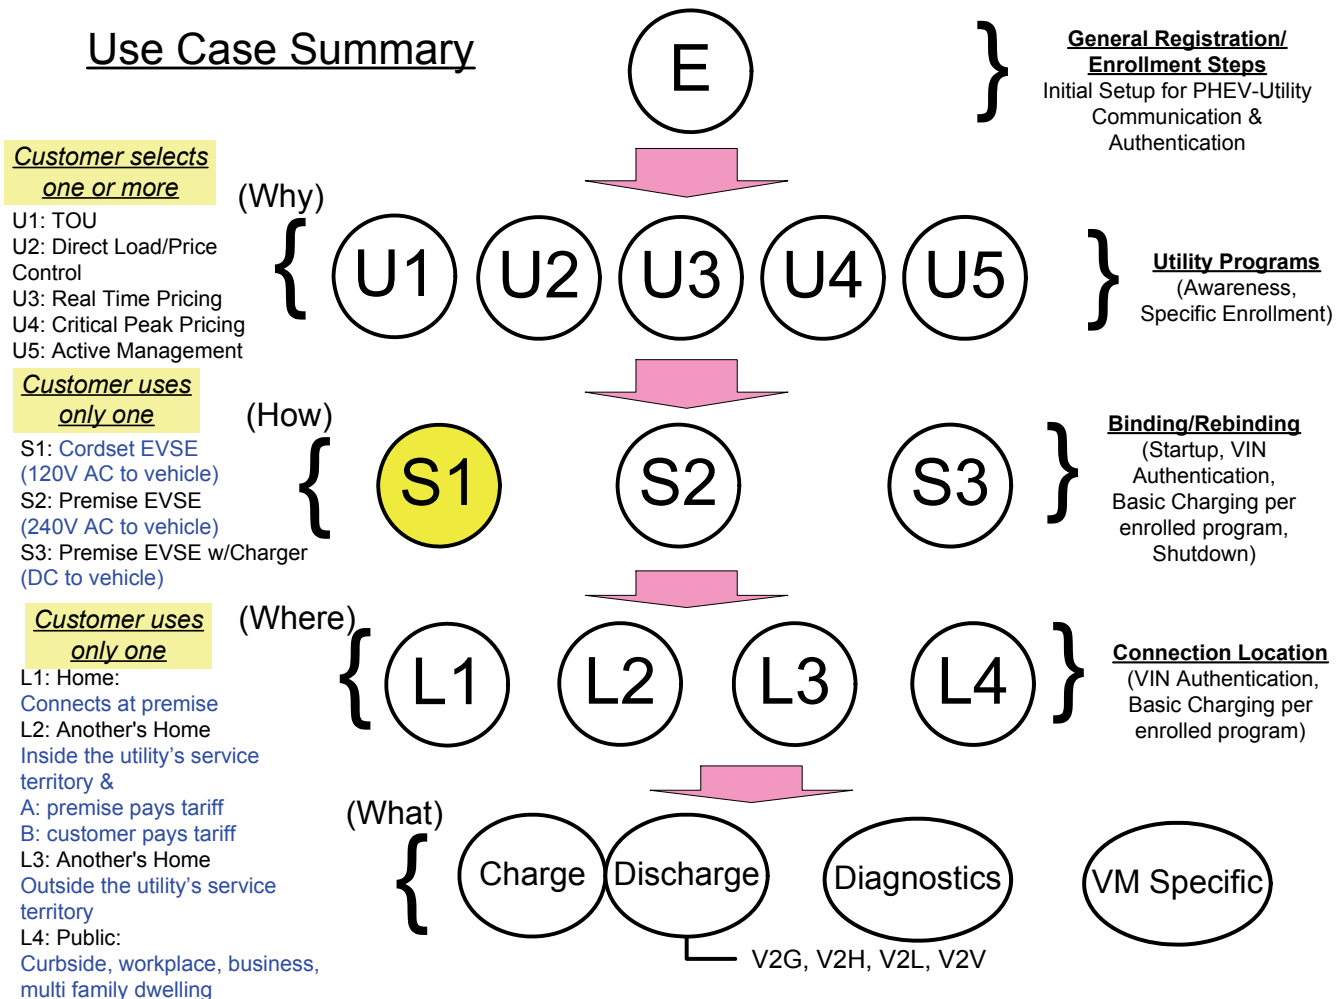 Use Case Summary
E
General Registration/
Enrollment Steps
Initial Setup for PHEV-Utility
Communication &
Authentication
Customer selects
one or more
U1: TOU
U2: Direct Load/Price
Control
U3: Real Time Pricing
U4: Critical Peak Pricing
U5: Active Management
(Why)
U1 U2 U3 U4 U5
Utility Programs
(Awareness,
Specific Enrollment)
Customer uses
only one
S1: Cordset EVSE
(120V AC to vehicle)
S2: Premise EVSE
(240V AC to vehicle)
S3: Premise EVSE w/Charger
(DC to vehicle)
(How)
S1 S2 S3
Binding/Rebinding
(Startup, VIN
Authentication,
Basic Charging per
enrolled program,
Shutdown)
Customer uses
only one
L1: Home:
Connects at premise
L2: Another's Home
Inside the utility’s service
territory &
A: premise pays tariff
B: customer pays tariff
L3: Another's Home
Outside the utility’s service
territory
L4: Public:
Curbside, workplace, business,
multi family dwelling
(Where)
L1 L2 L3 L4
Connection Location
(VIN Authentication,
Basic Charging per
enrolled program)
(What)
Charge Discharge Diagnostics VM Specific
V2G, V2H, V2L, V2V